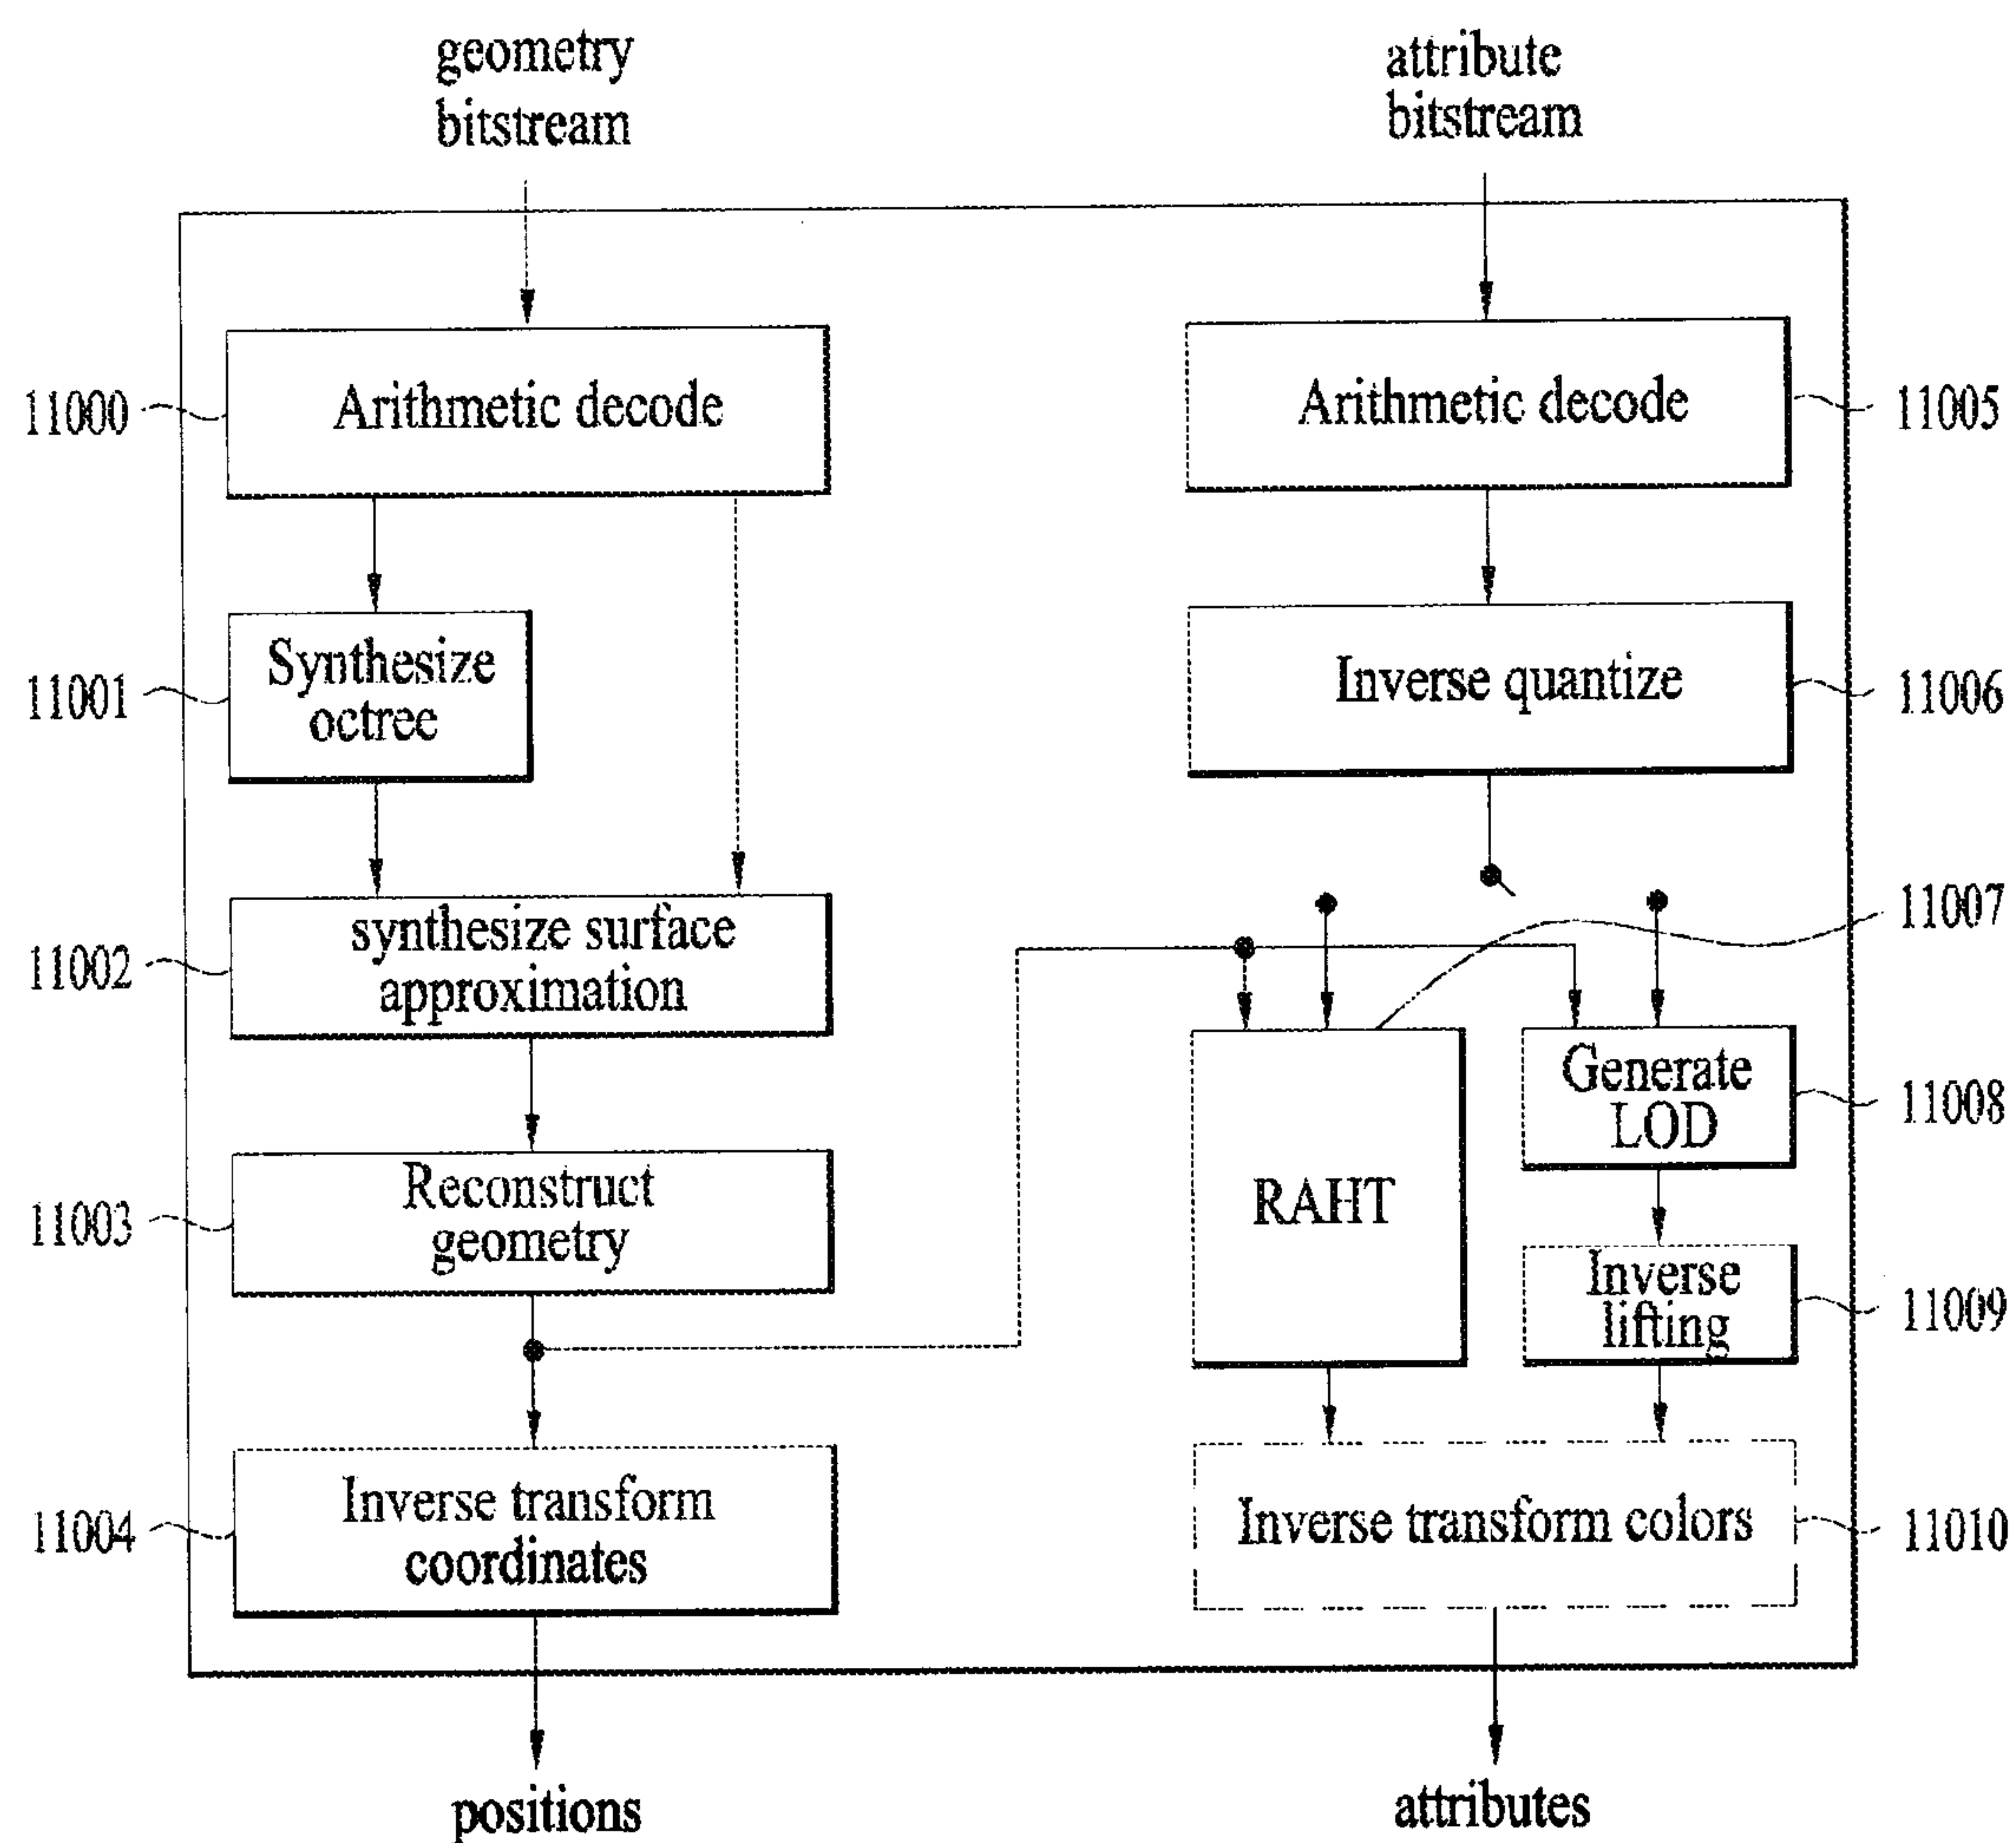 geometry
bitstream
attribute
bitstream
11000
Arithmetic decode
Arithmetic decode
11005
11001
Synthesize
octree
Inverse quantize
11006
11002
synthesize surface
approximation
11007
Generate
LOD
11008
11003
Reconstruct
geometry
RAHT
Inverse
lifting
11009
11004
Inverse transform
coordinates
Inverse transform colors
11010
positions
attributes